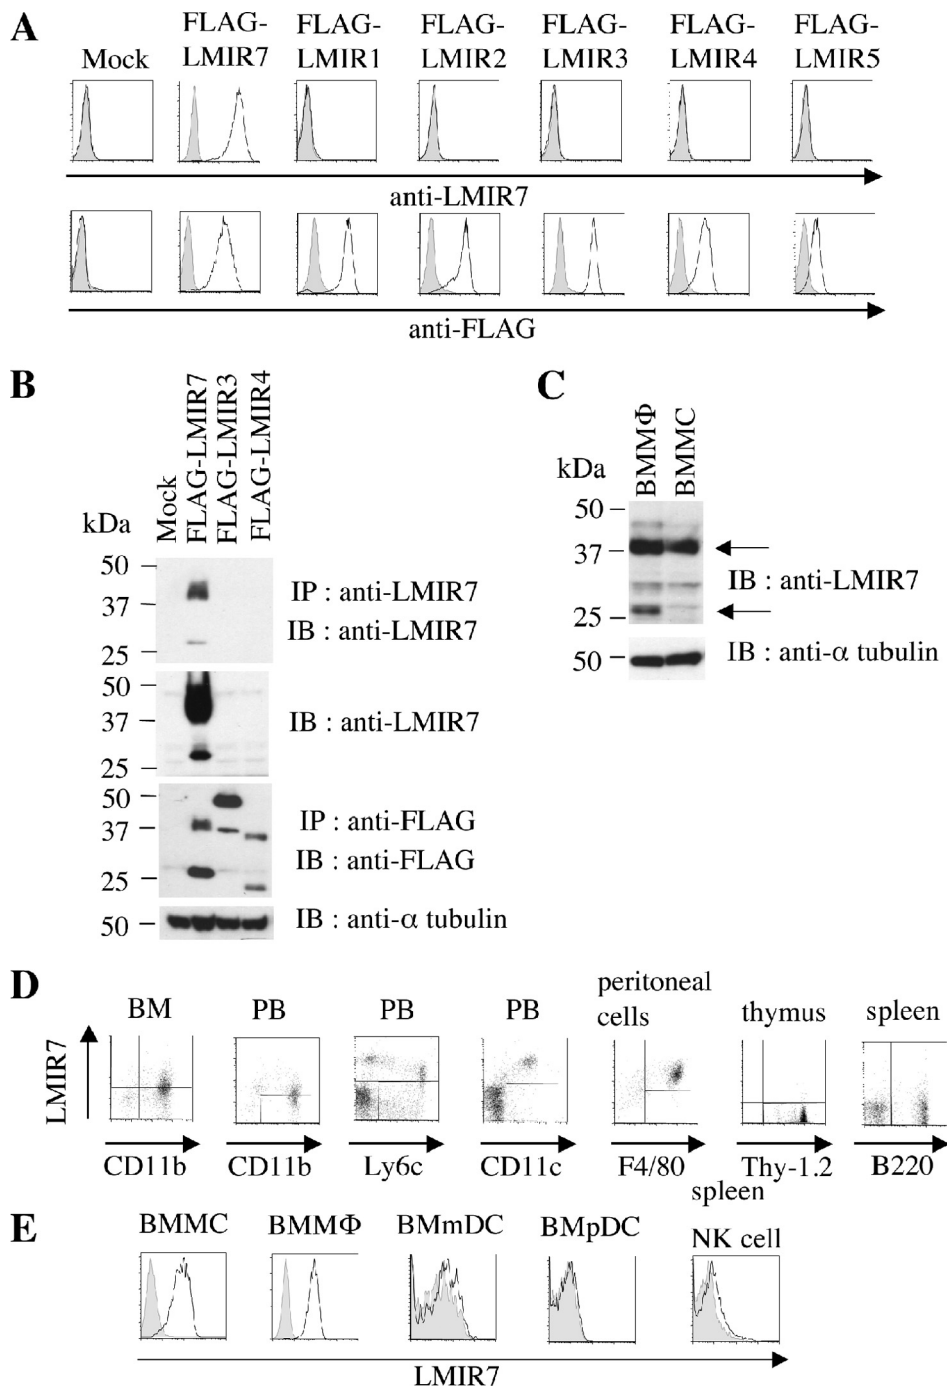 A
Mock
FLAG-
LMIR7
FLAG-
LMIR1
FLAG-
LMIR2
FLAG-
LMIR3
FLAG-
LMIR4
FLAG-
LMIR5
anti-LMIR7
anti-FLAG
B
Mock
FLAG-LMIR7
FLAG-LMIR3
FLAG-LMIR4
kDa
50
37
25
IP : anti-LMIR7
IB : anti-LMIR7
50
37
25
IB : anti-LMIR7
50
37
25
IP : anti-FLAG
IB : anti-FLAG
50
IB : anti-α tubulin
C
BMMΦ
BMMC
kDa
50
37
25
IB : anti-LMIR7
50
IB : anti-α tubulin
D
BM
PB
PB
PB
peritoneal
cells
thymus
spleen
LMIR7
CD11b
CD11b
Ly6c
CD11c
F4/80
Thy-1.2
B220
E
BMMC
BMMΦ
BMmDC
BMpDC
spleen
NK cell
LMIR7